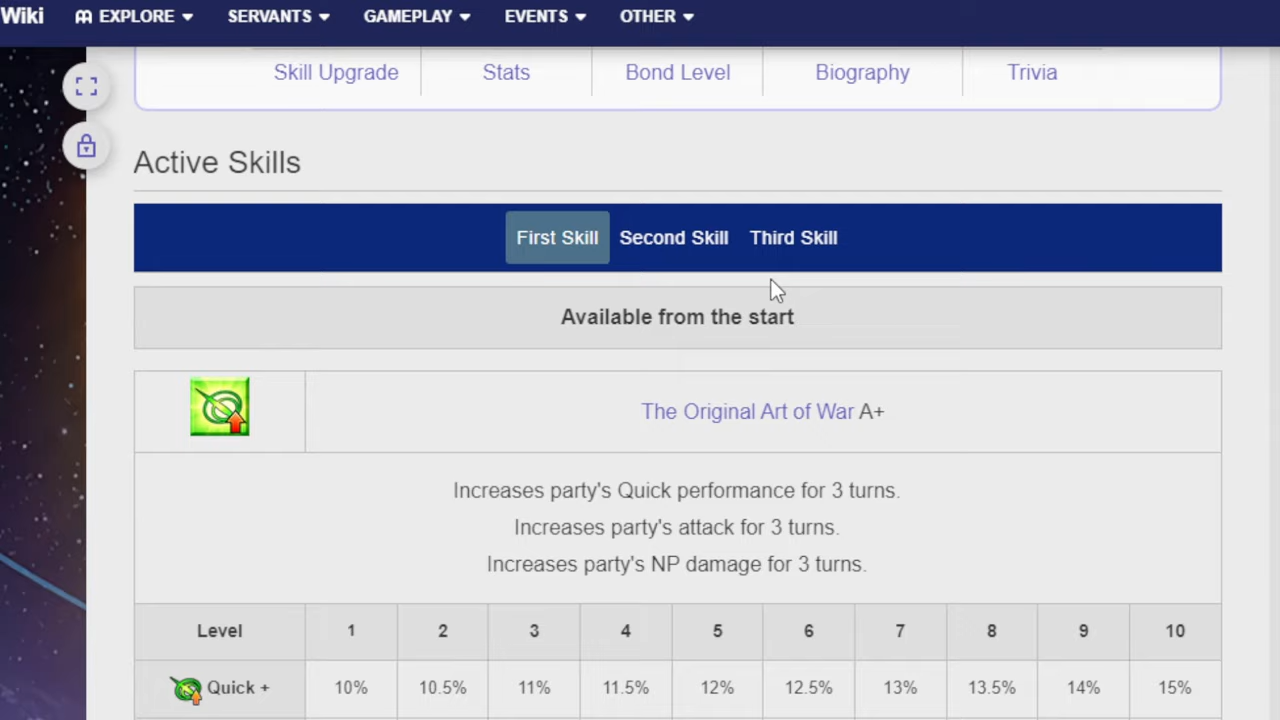 Wiki EXPLORE SERVANTS GAMEPLAY EVENTS OTHER
Skill Upgrade Stats Bond Level Biography Trivia
Active Skills
First Skill Second Skill Third Skill
Available from the start
The Original Art of War A+
Increases party's Quick performance for 3 turns.
Increases party's attack for 3 turns.
Increases party's NP damage for 3 turns.
Level 1 2 3 4 5 6 7 8 9 10
Quick + 10% 10.5% 11% 11.5% 12% 12.5% 13% 13.5% 14% 15%